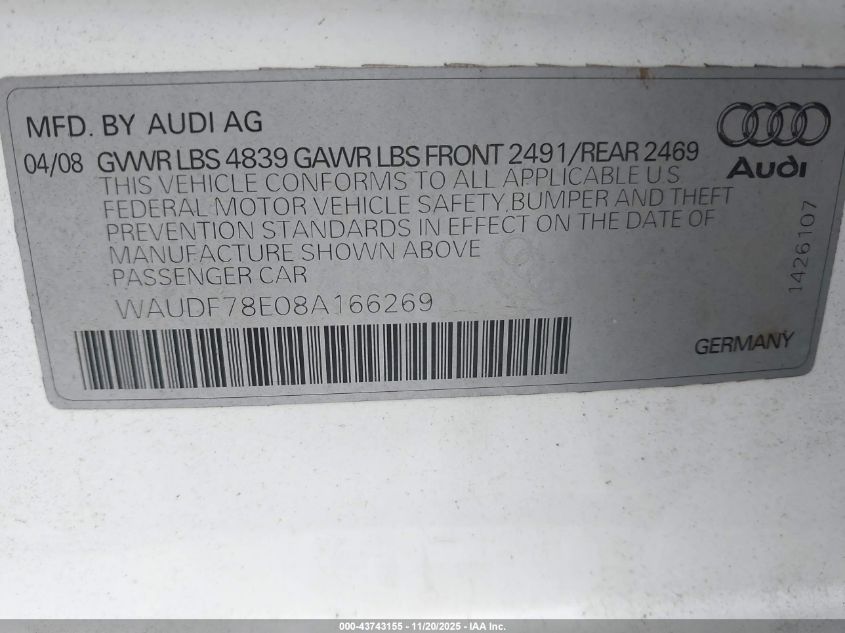 MFD. BY AUDI AG
04/08 GVWR LBS 4839 GAWR LBS FRONT 2491/REAR 2469
THIS VEHICLE CONFORMS TO ALL APPLICABLE U S
FEDERAL MOTOR VEHICLE SAFETY,BUMPER AND THEFT
PREVENTION STANDARDS IN EFFECT ON THE DATE OF
MANUFACTURE SHOWN ABOVE
PASSENGER CAR
WAUDF78E08A166269
Audi
1426107
GERMANY
000-43743155 - 11/20/2025 - IAA Inc.